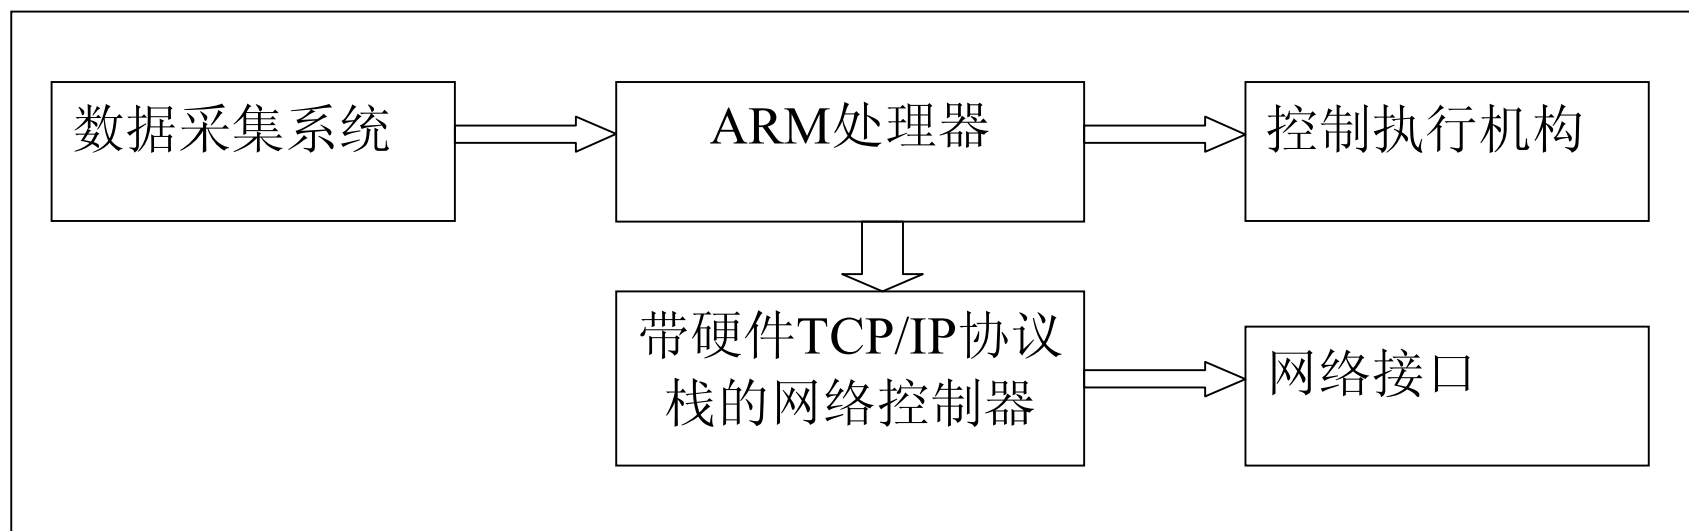 数据采集系统
ARM处理器
控制执行机构
带硬件TCP/IP协议
栈的网络控制器
网络接口